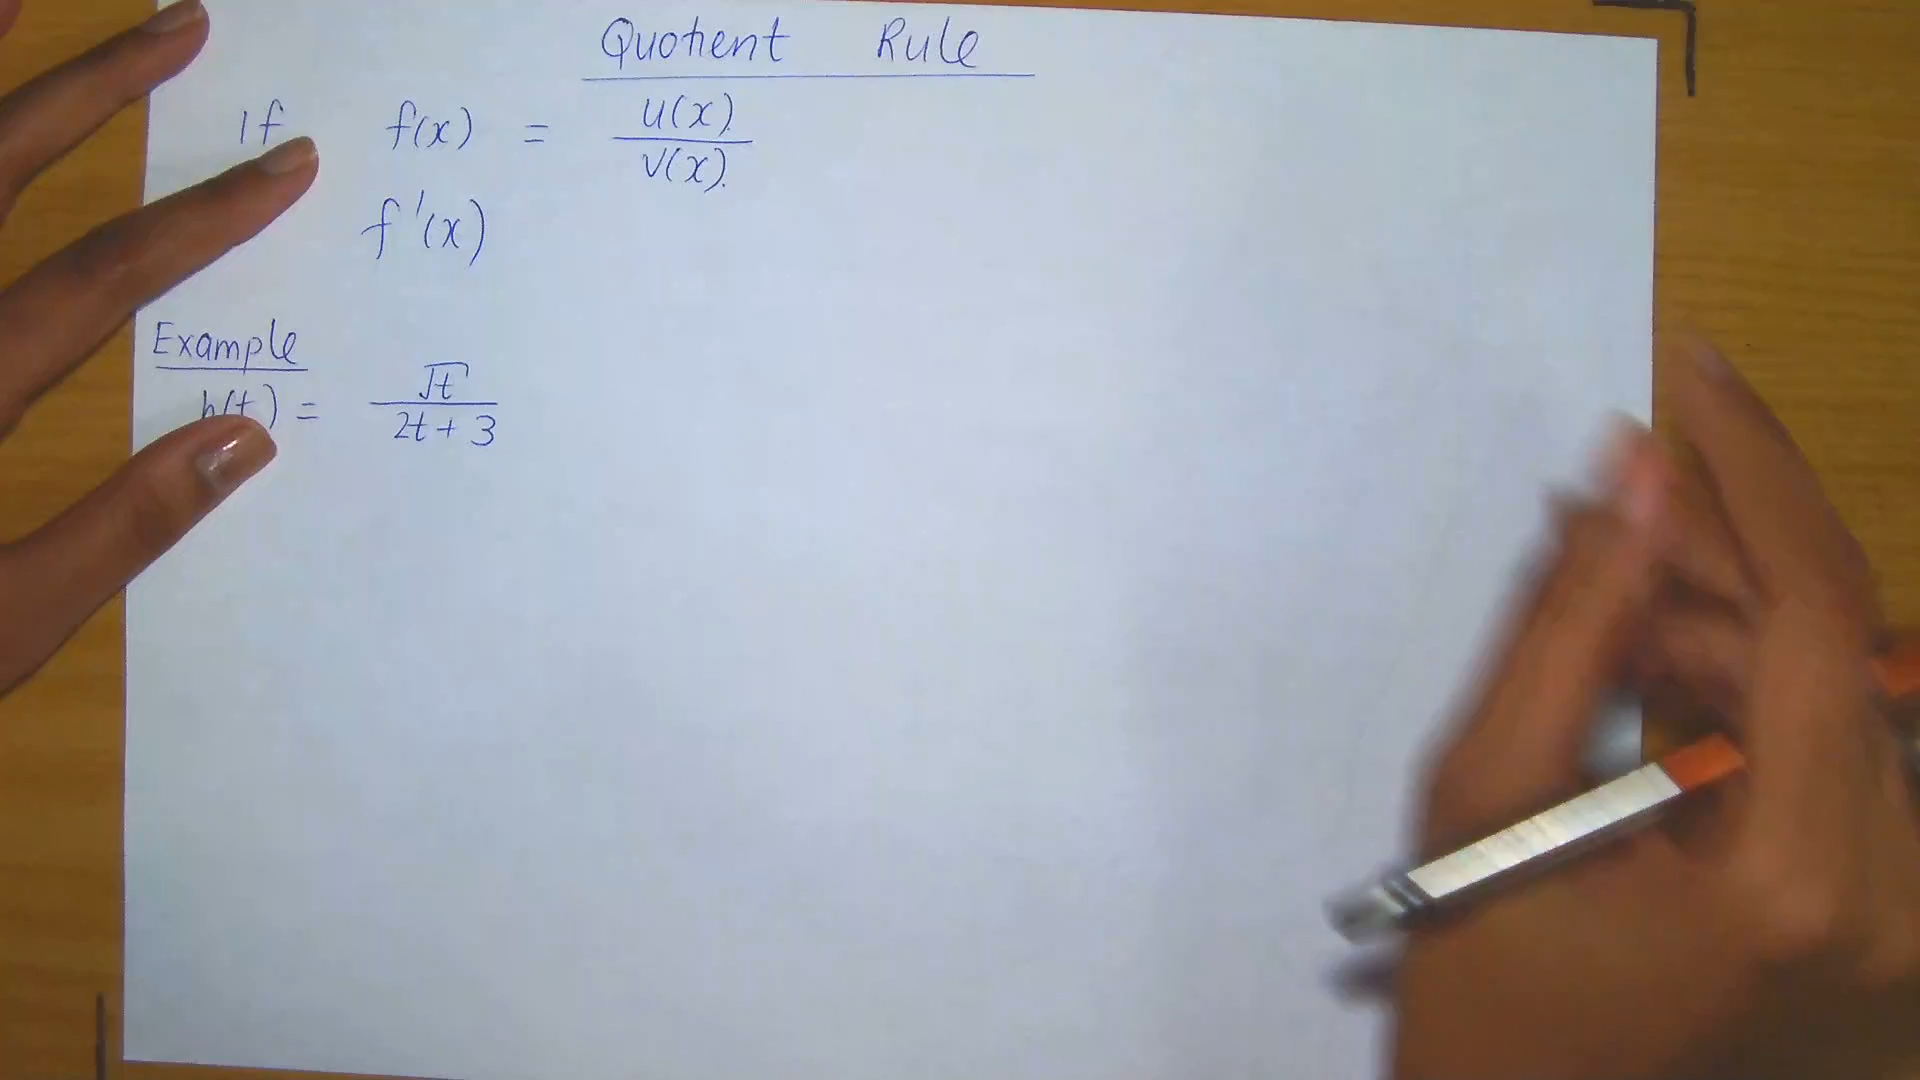 Quotient Rule
If f(x) = u(x) / v(x)
f'(x)
Example
h(t) = √t / 2t + 3